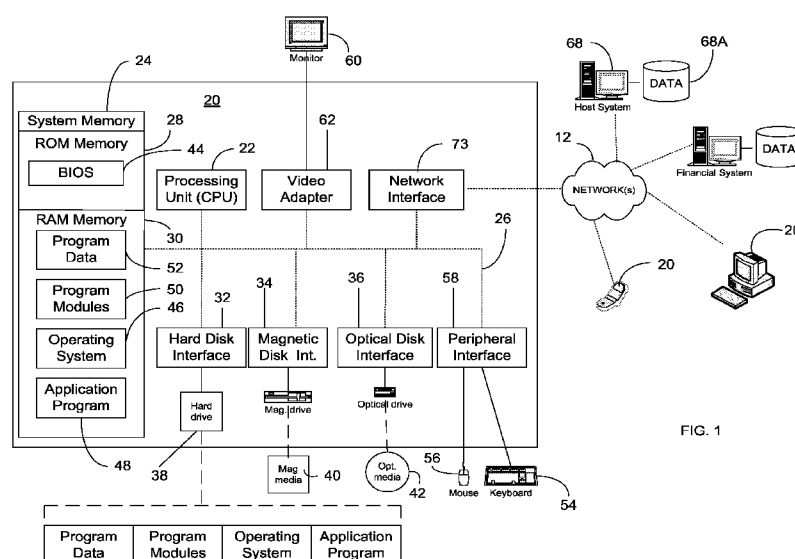 Monitor
60
68
68A
DATA
Host System
24
20
System Memory
28
ROM Memory
44
BIOS
22
62
73
12
Processing
Unit (CPU)
Video
Adapter
Network
Interface
NETWORK(s)
DATA
Financial System
RAM Memory
30
Program
Data
52
26
20
20
Program
Modules
50
46
32
34
36
58
Operating
System
Hard Disk
Interface
Magnetic
Disk Int.
Optical Disk
Interface
Peripheral
Interface
Application
Program
48
Hard
drive
38
Mag. drive
Optical drive
Mag
media
40
Opt.
media
42
56
Mouse
Keyboard
54
FIG. 1
Program
Data
Program
Modules
Operating
System
Application
Program